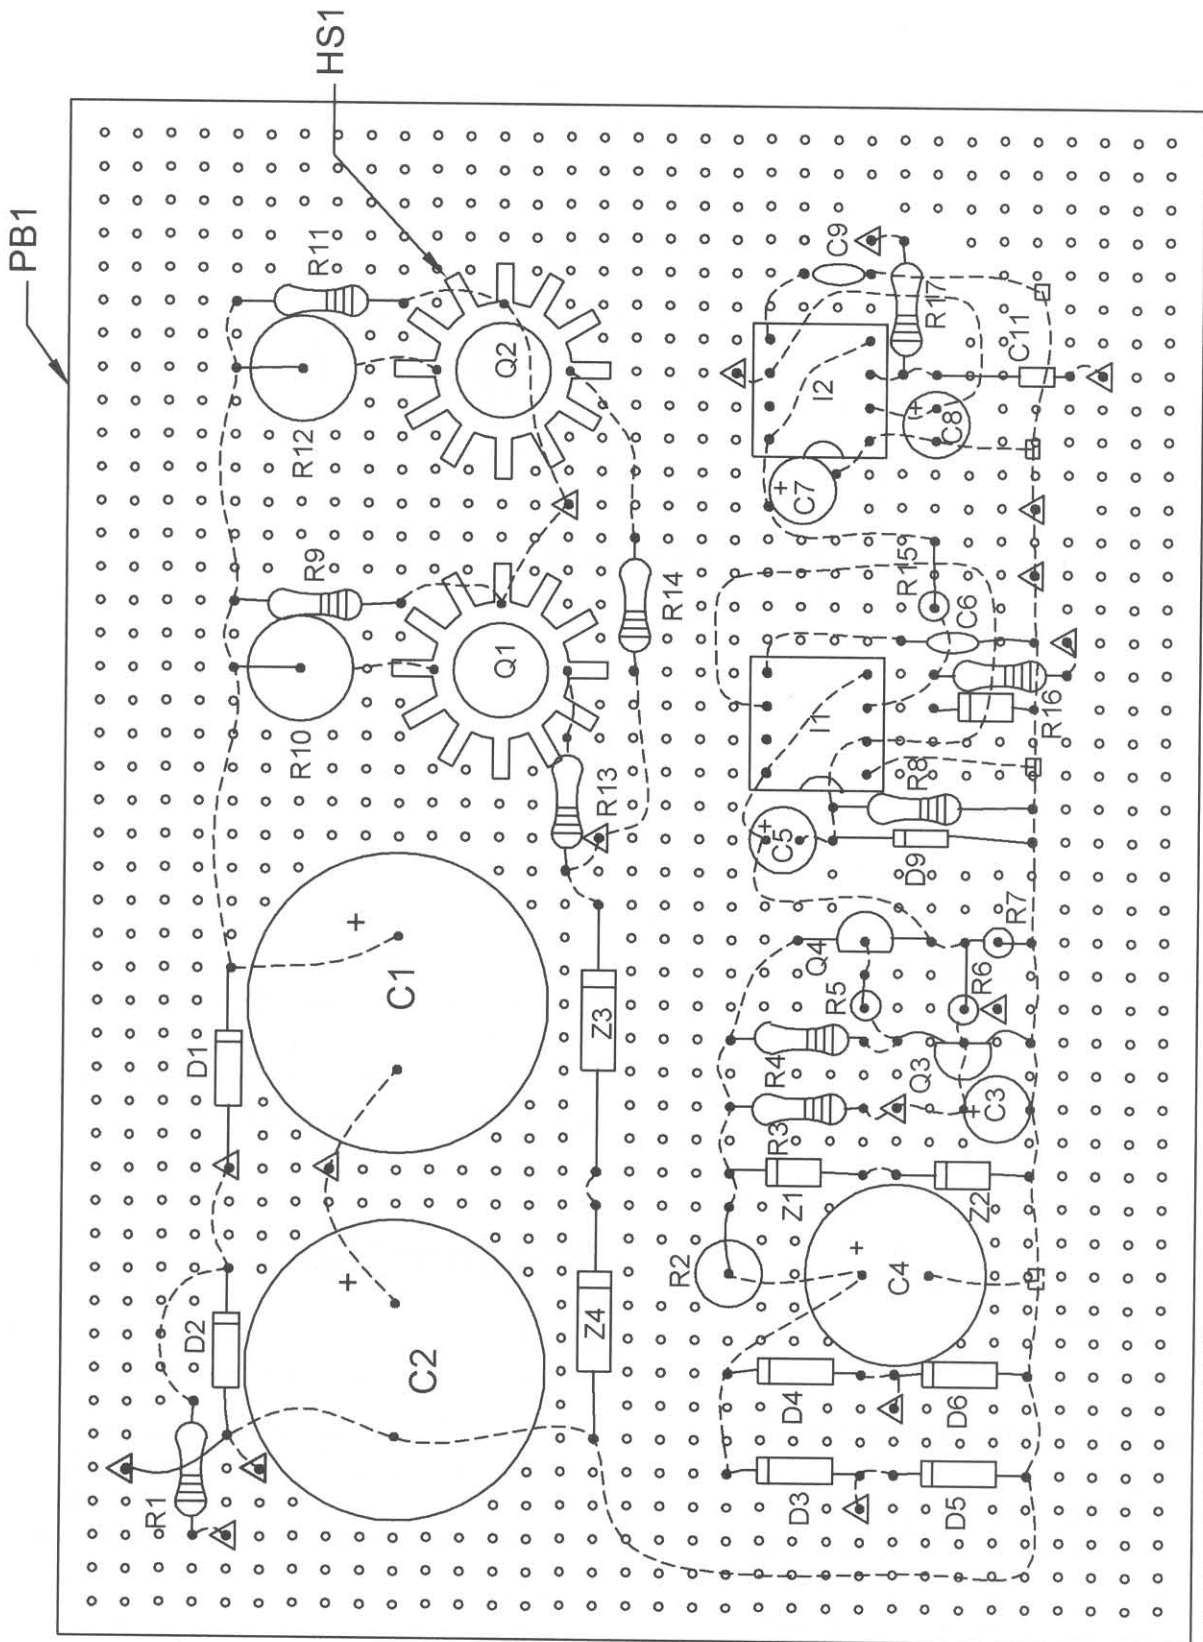 PB1
HS1
R11
R12
Q2
R9
R10
Q1
R14
R13
+
C1
D1
Z3
+
C2
D2
R1
Z4
C9
R17
C11
I2
+
C8
+
C7
R15
C6
I1
R16
R8
+
C5
D9
R7
Q4
R6
R5
R4
Q3
+
C3
R3
Z1
Z2
R2
+
C4
D4
D6
D3
D5